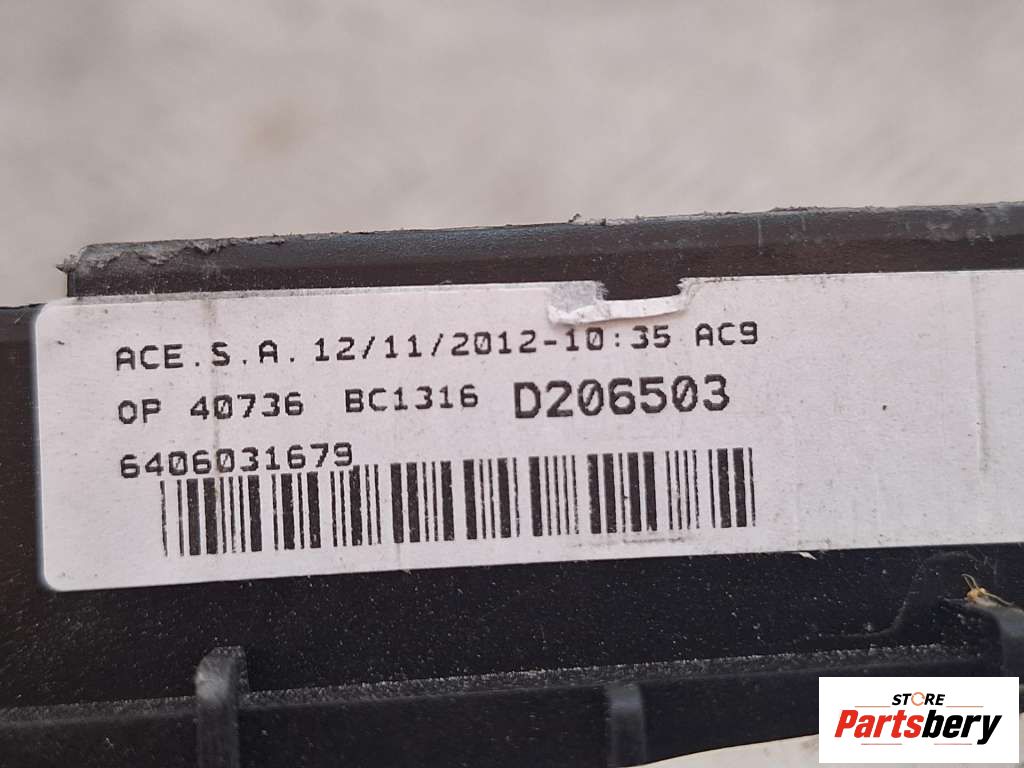 ACE.S.A. 12/11/2012-10:35 AC9
OP 40736 BC1316 D206503
6406031679
STORE
Partsbery